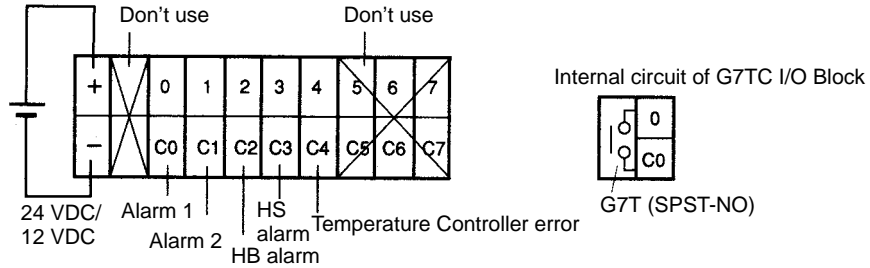 Don't use
Don't use
+ 0 1 2 3 4 5 6 7
− C0 C1 C2 C3 C4 C5 C6 C7
24 VDC/
12 VDC
Alarm 1
Alarm 2
HB alarm
HS
alarm
Temperature Controller error
Internal circuit of G7TC I/O Block
0
C0
G7T (SPST-NO)